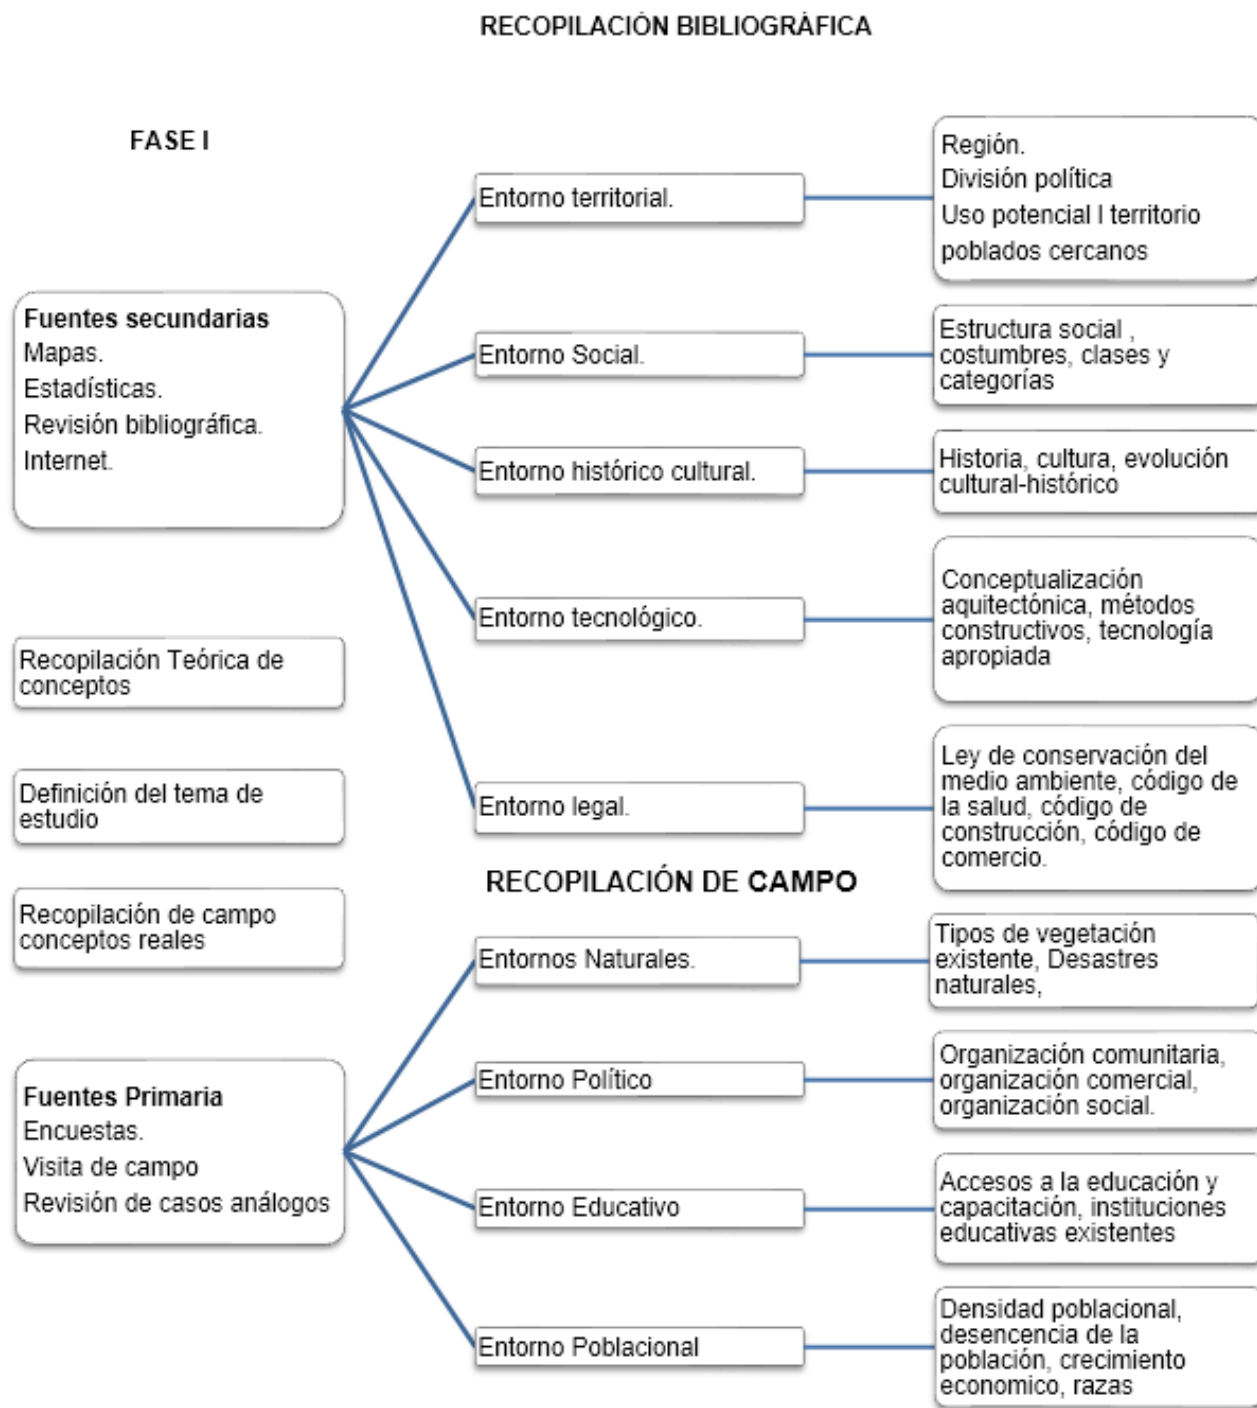 RECOPILACIÓN BIBLIOGRÁFICA
FASE I
Fuentes secundarias
Mapas.
Estadísticas.
Revisión bibliográfica.
Internet.
Recopilación Teórica de
conceptos
Definición del tema de
estudio
Recopilación de campo
conceptos reales
Entorno territorial.
Región.
División política
Uso potencial l territorio
poblados cercanos
Entorno Social.
Estructura social ,
costumbres, clases y
categorías
Entorno histórico cultural.
Historia, cultura, evolución
cultural-histórico
Entorno tecnológico.
Conceptualización
aquitectónica, métodos
constructivos, tecnología
apropiada
Entorno legal.
Ley de conservación del
medio ambiente, código de
la salud, código de
construcción, código de
comercio.
RECOPILACIÓN DE CAMPO
Fuentes Primaria
Encuestas.
Visita de campo
Revisión de casos análogos
Entornos Naturales.
Tipos de vegetación
existente, Desastres
naturales,
Entorno Político
Organización comunitaria,
organización comercial,
organización social.
Entorno Educativo
Accesos a la educación y
capacitación, instituciones
educativas existentes
Entorno Poblacional
Densidad poblacional,
desencencia de la
población, crecimiento
economico, razas